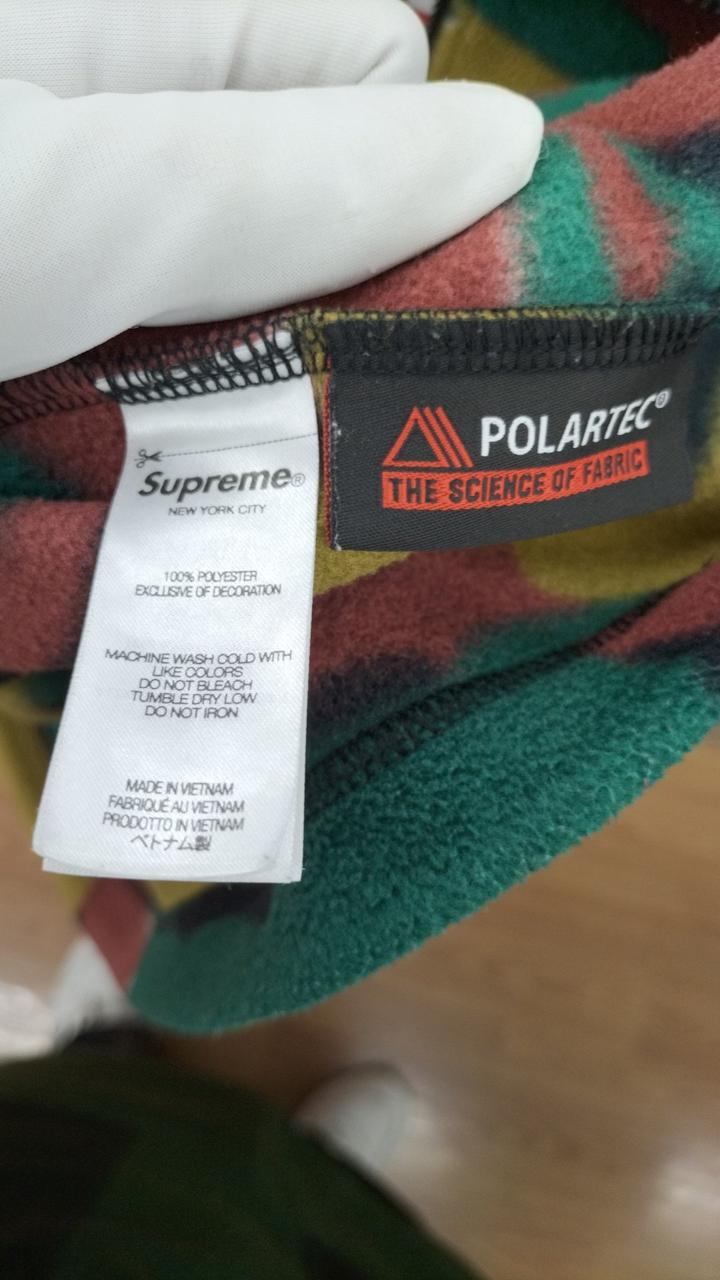 Supreme®
NEW YORK CITY
100% POLYESTER
EXCLUSIVE OF DECORATION
MACHINE WASH COLD WITH
LIKE COLORS
DO NOT BLEACH
TUMBLE DRY LOW
DO NOT IRON
MADE IN VIETNAM
FABRIQUÉ AU VIETNAM
PRODOTTO IN VIETNAM
ベトナム製
POLARTEC®
THE SCIENCE OF FABRIC